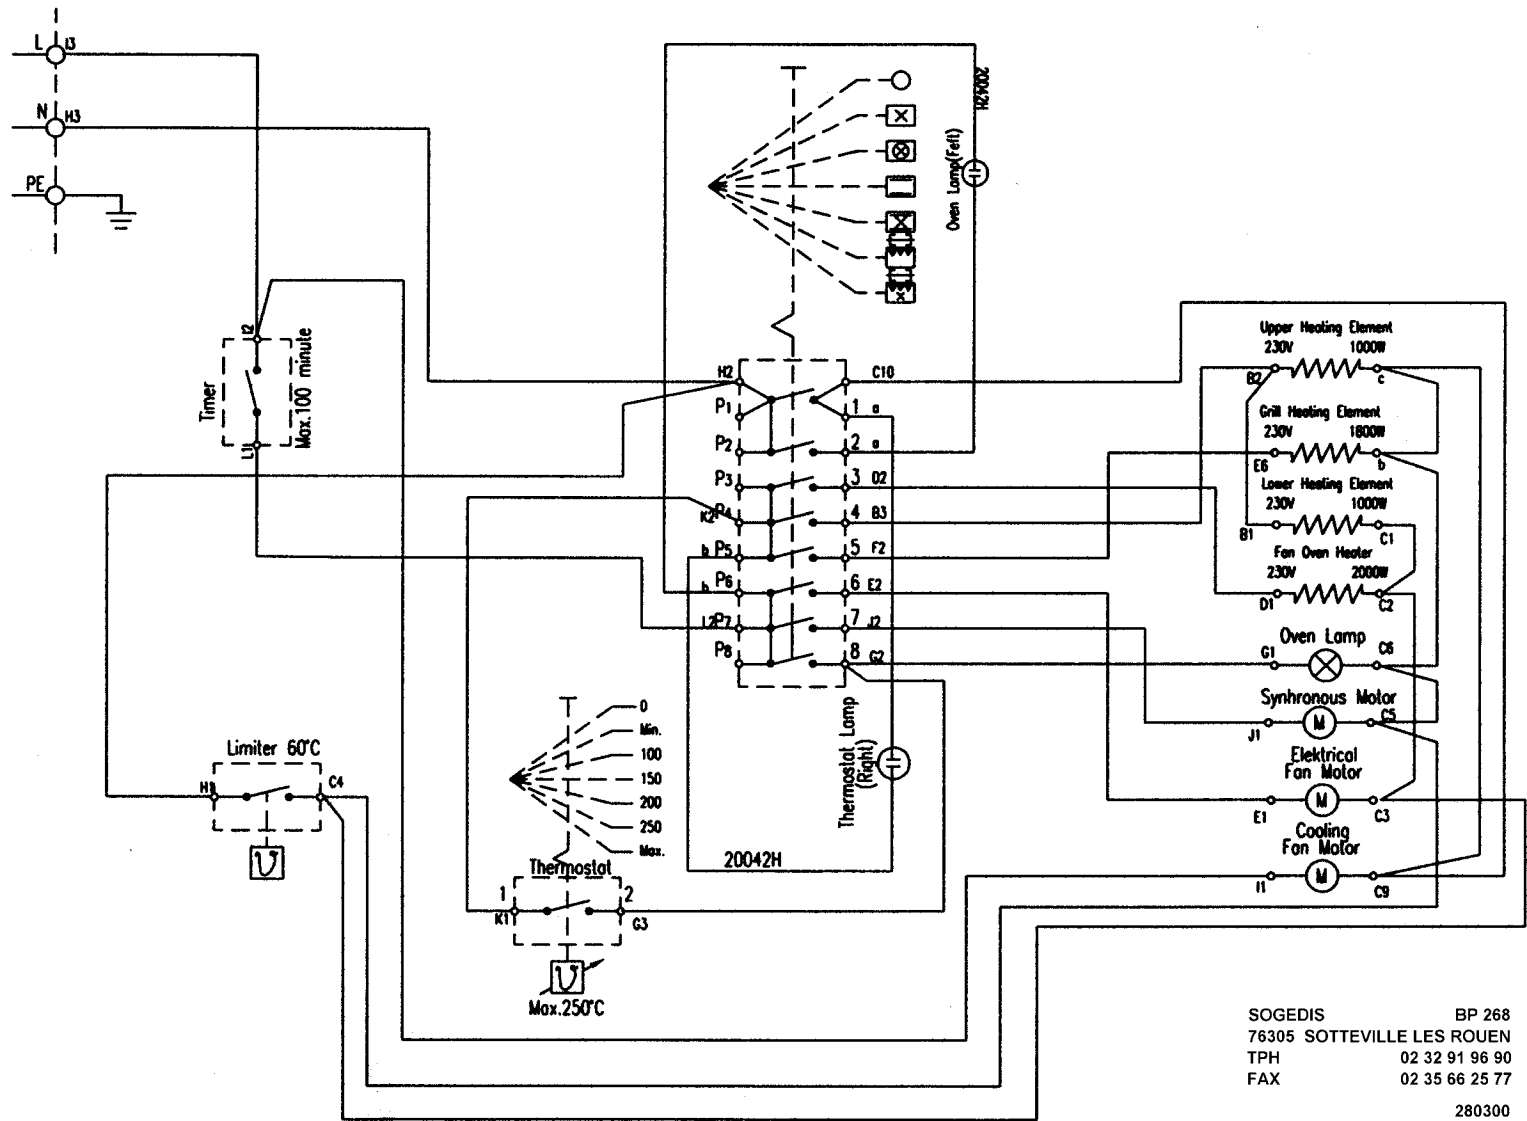 L
I3
N
H3
PE
20042H
Oven Lamp(Feft)
I2
Timer
Max.100 minute
L1
H2
C10
P1
1
a
P2
2
a
P3
3
D2
K2
P4
4
B3
b
P5
5
F2
b
P6
6
E2
L2
P7
7
J2
P8
8
G2
Upper Heating Element
230V
1000W
B2
c
Grill Heating Element
230V
1800W
E6
b
Lower Heating Element
230V
1000W
B1
C1
Fan Oven Heater
230V
2000W
D1
C2
Oven Lamp
G1
C6
Synhronous Motor
M
J1
C5
Elektrical
Fan Motor
M
E1
C3
Cooling
Fan Motor
M
I1
C9
Thermostat Lamp
(Right)
20042H
0
Min.
100
150
200
250
Max.
Limiter 60°C
H1
C4
Thermostat
1
2
K1
G3
Max.250°C
SOGEDIS BP 268
76305 SOTTEVILLE LES ROUEN
TPH 02 32 91 96 90
FAX 02 35 66 25 77
280300